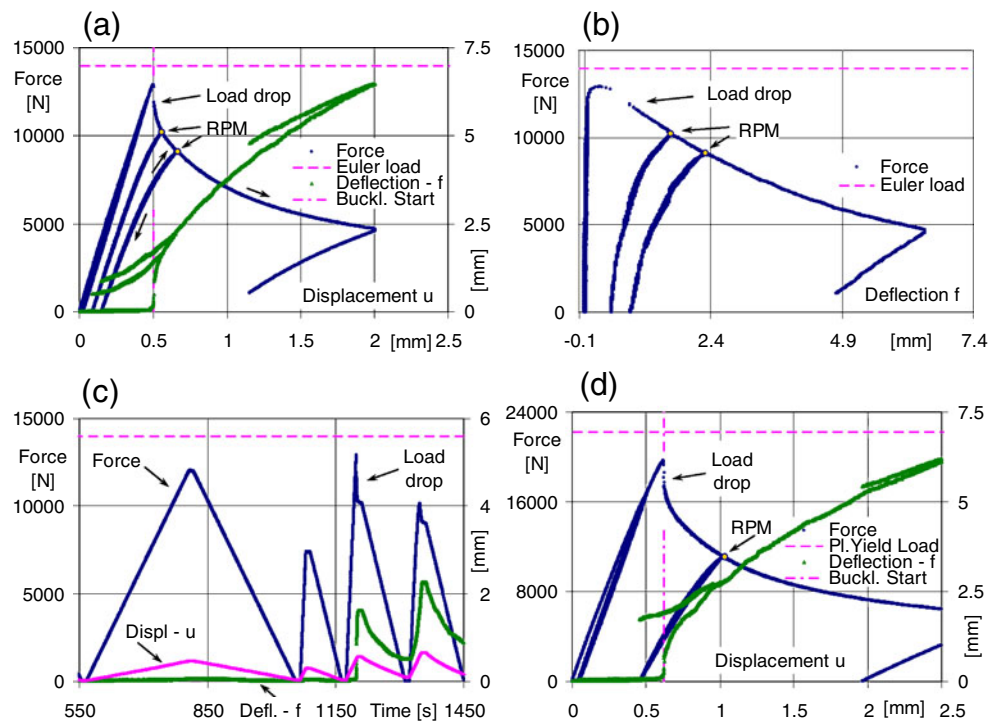 (a)
15000
Force
[N]
10000
5000
0
7.5
5
2.5
0
[mm]
Load drop
RPM
Force
Euler load
Deflection - f
Buckl. Start
Displacement u
0 0.5 1 1.5 2 [mm] 2.5
(b)
15000
Force
[N]
10000
5000
0
Load drop
RPM
Force
Euler load
Deflection f
-0.1 2.4 4.9 [mm] 7.4
(c)
15000
Force
[N]
10000
5000
0
6
4
2
0
[mm]
Force
Load
drop
Displ - u
550 850 Defl. - f 1150 Time [s] 1450
(d)
24000
Force
[N]
16000
8000
0
7.5
5
2.5
0
[mm]
Load
drop
RPM
Force
Pl.Yield Load
Deflection - f
Buckl. Start
Displacement u
0 0.5 1 [mm] 1.5 2 2.5